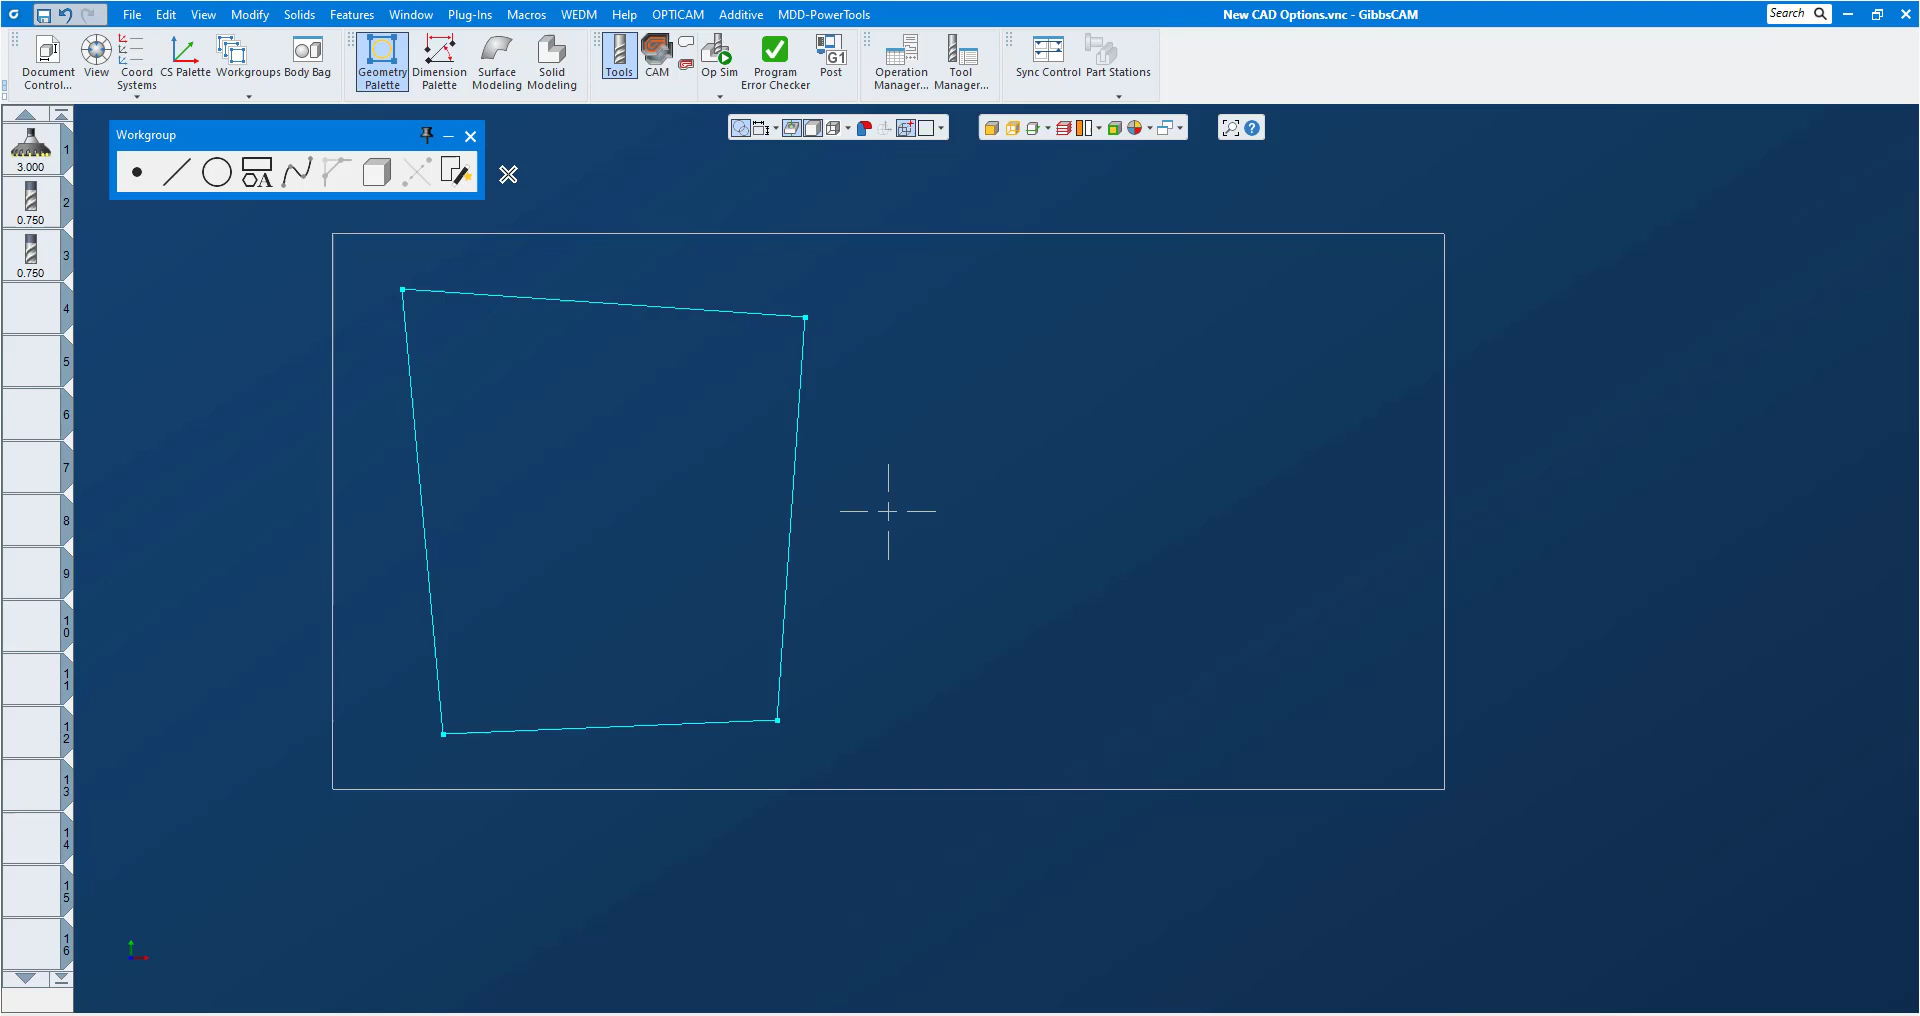 File Edit View Modify Solids Features Window Plug-Ins Macros WEDM Help OPTICAM Additive MDD-PowerTools New CAD Options.vnc - GibbsCAM Search
Document Control...
View
Coord Systems
CS Palette
Workgroups
Body Bag
Geometry Palette
Dimension Palette
Surface Modeling
Solid Modeling
Tools
CAM
Op Sim
Program Error Checker
G1
Post
Operation Manager...
Tool Manager...
Sync Control
Part Stations
Workgroup
A
?
1
3.000
2
0.750
3
0.750
4
5
6
7
8
9
10
11
12
13
14
15
16